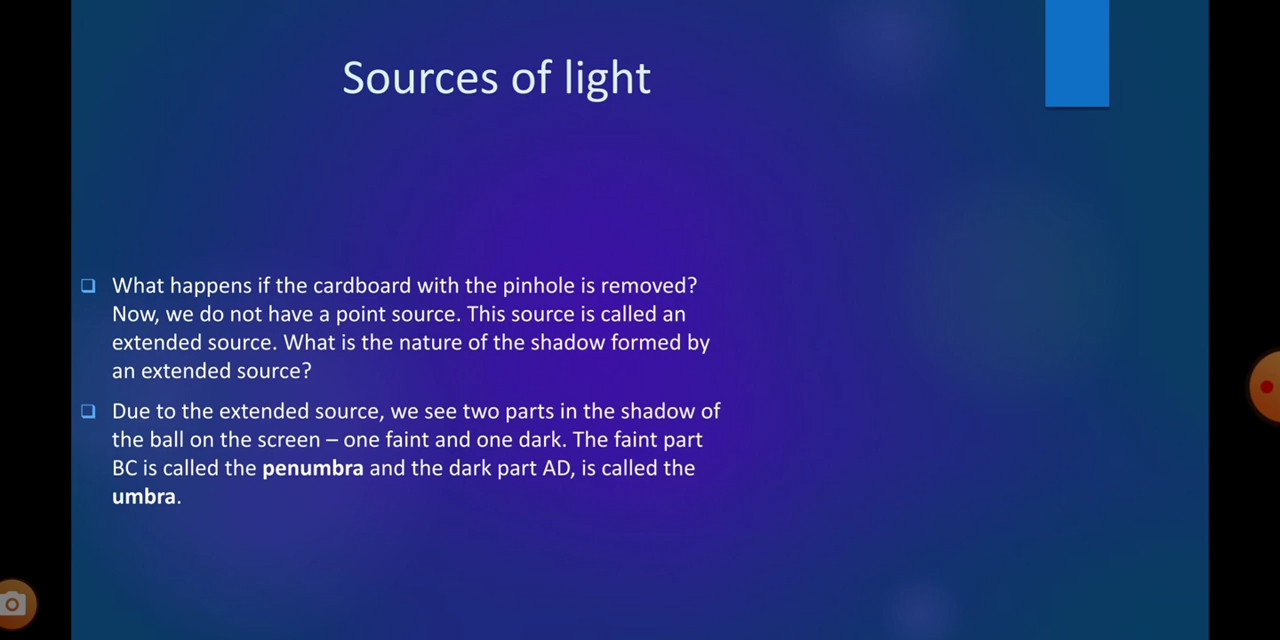 Sources of light
What happens if the cardboard with the pinhole is removed?
Now, we do not have a point source. This source is called an
extended source. What is the nature of the shadow formed by
an extended source?
Due to the extended source, we see two parts in the shadow of
the ball on the screen – one faint and one dark. The faint part
BC is called the penumbra and the dark part AD, is called the
umbra.